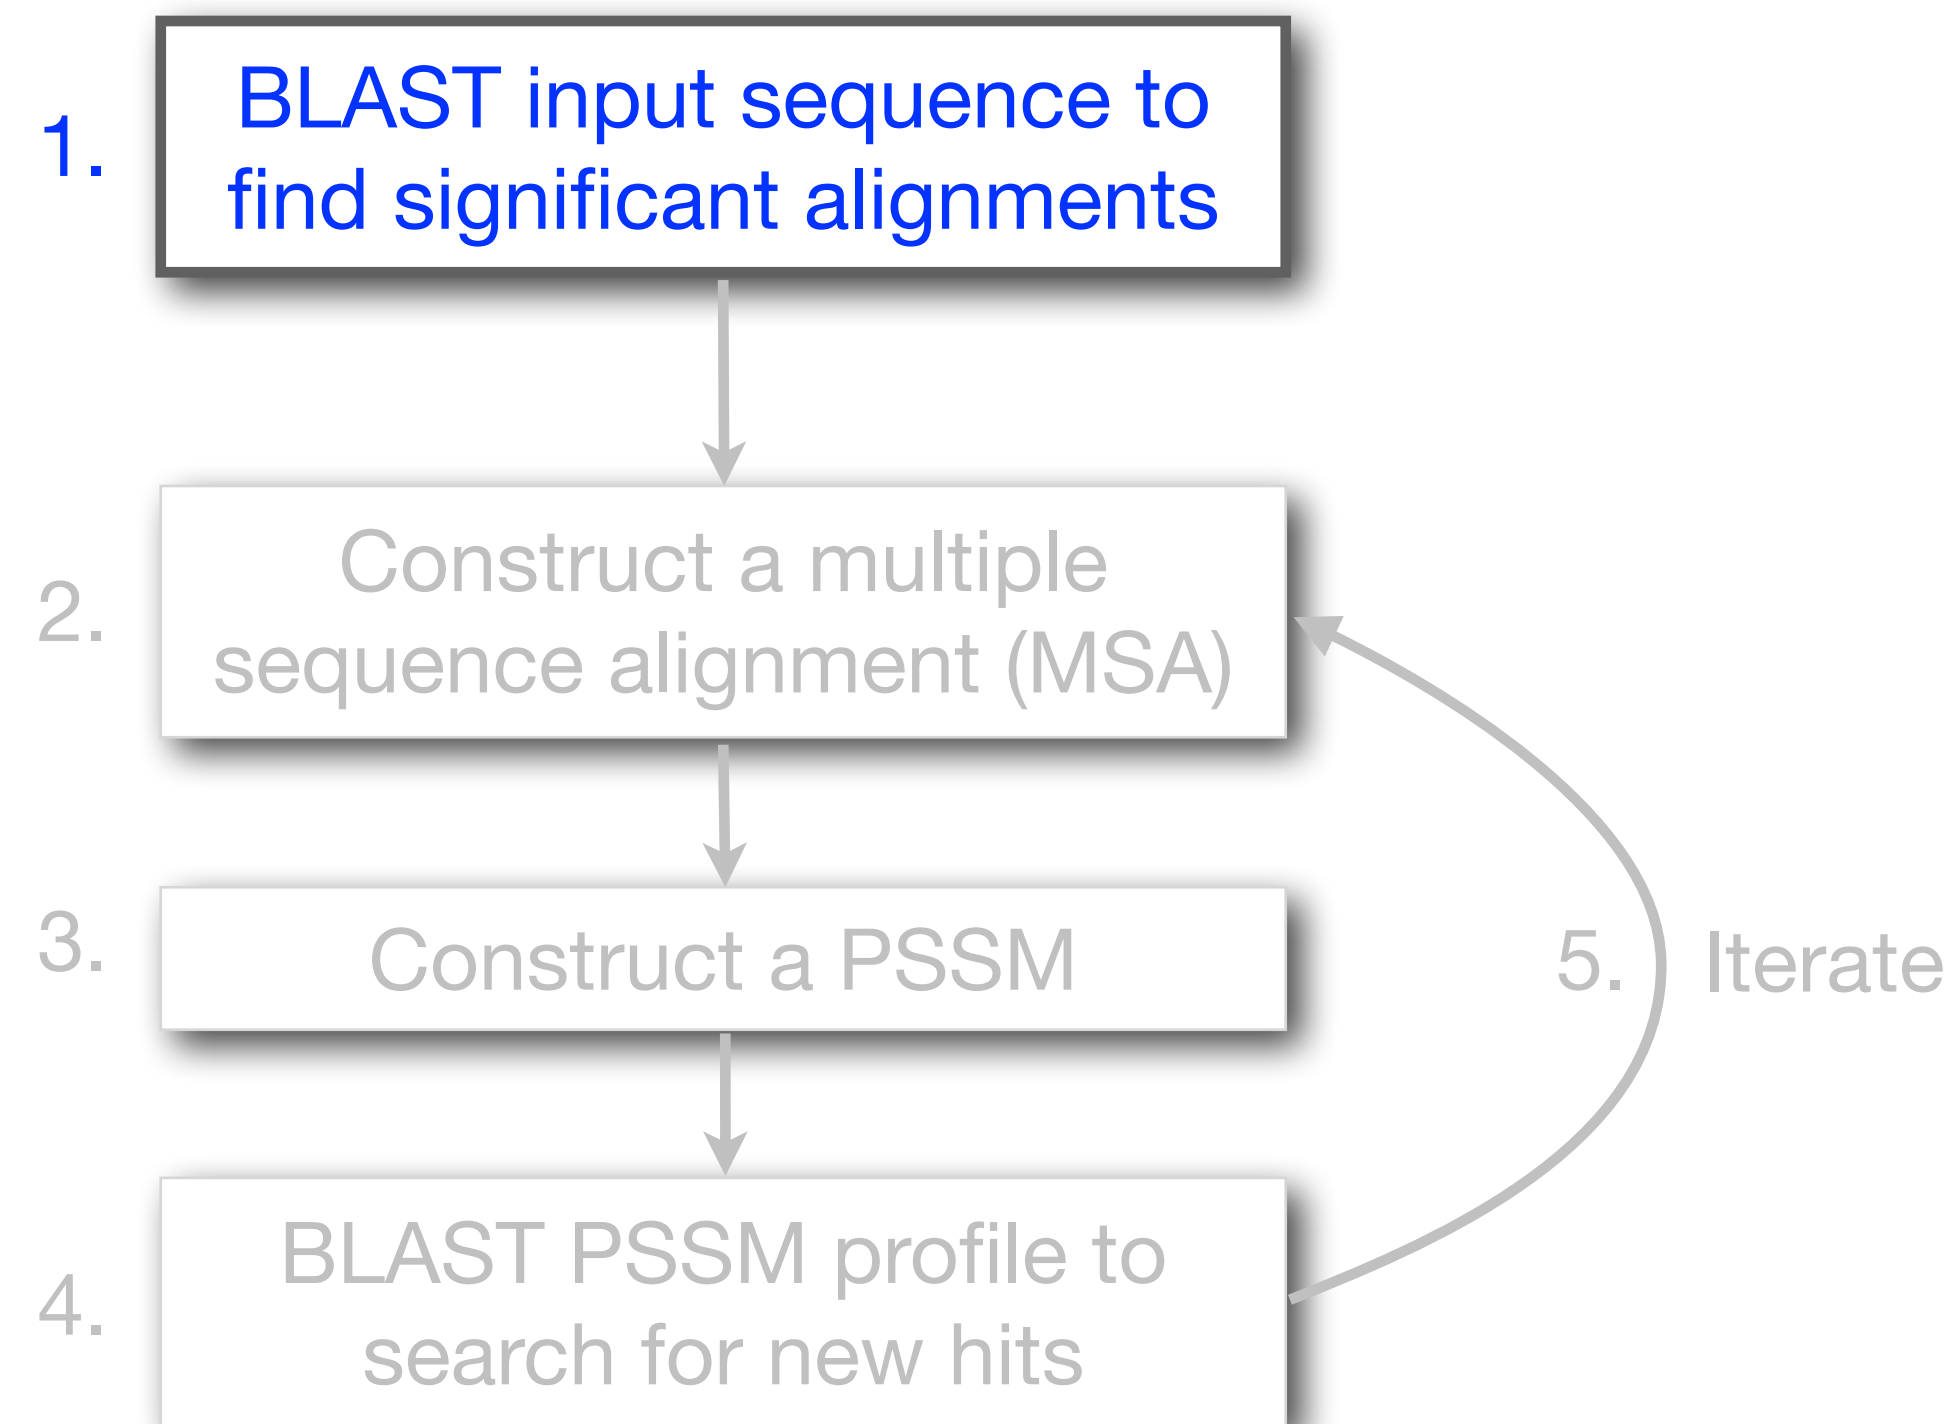 1.
BLAST input sequence to
find significant alignments
2.
Construct a multiple
sequence alignment (MSA)
3.
Construct a PSSM
5. Iterate
4.
BLAST PSSM profile to
search for new hits